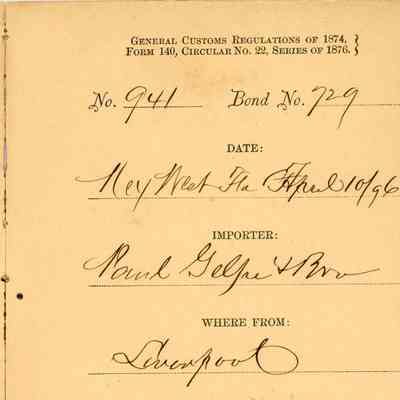 GENERAL CUSTOMS REGULATIONS OF 1874,
FORM 140, CIRCULAR NO. 22, SERIES OF 1876.
No. 941 Bond No. 729
DATE:
Key West Fla April 10/96
IMPORTER:
Paul Gelpi & Bro
WHERE FROM:
Liverpool